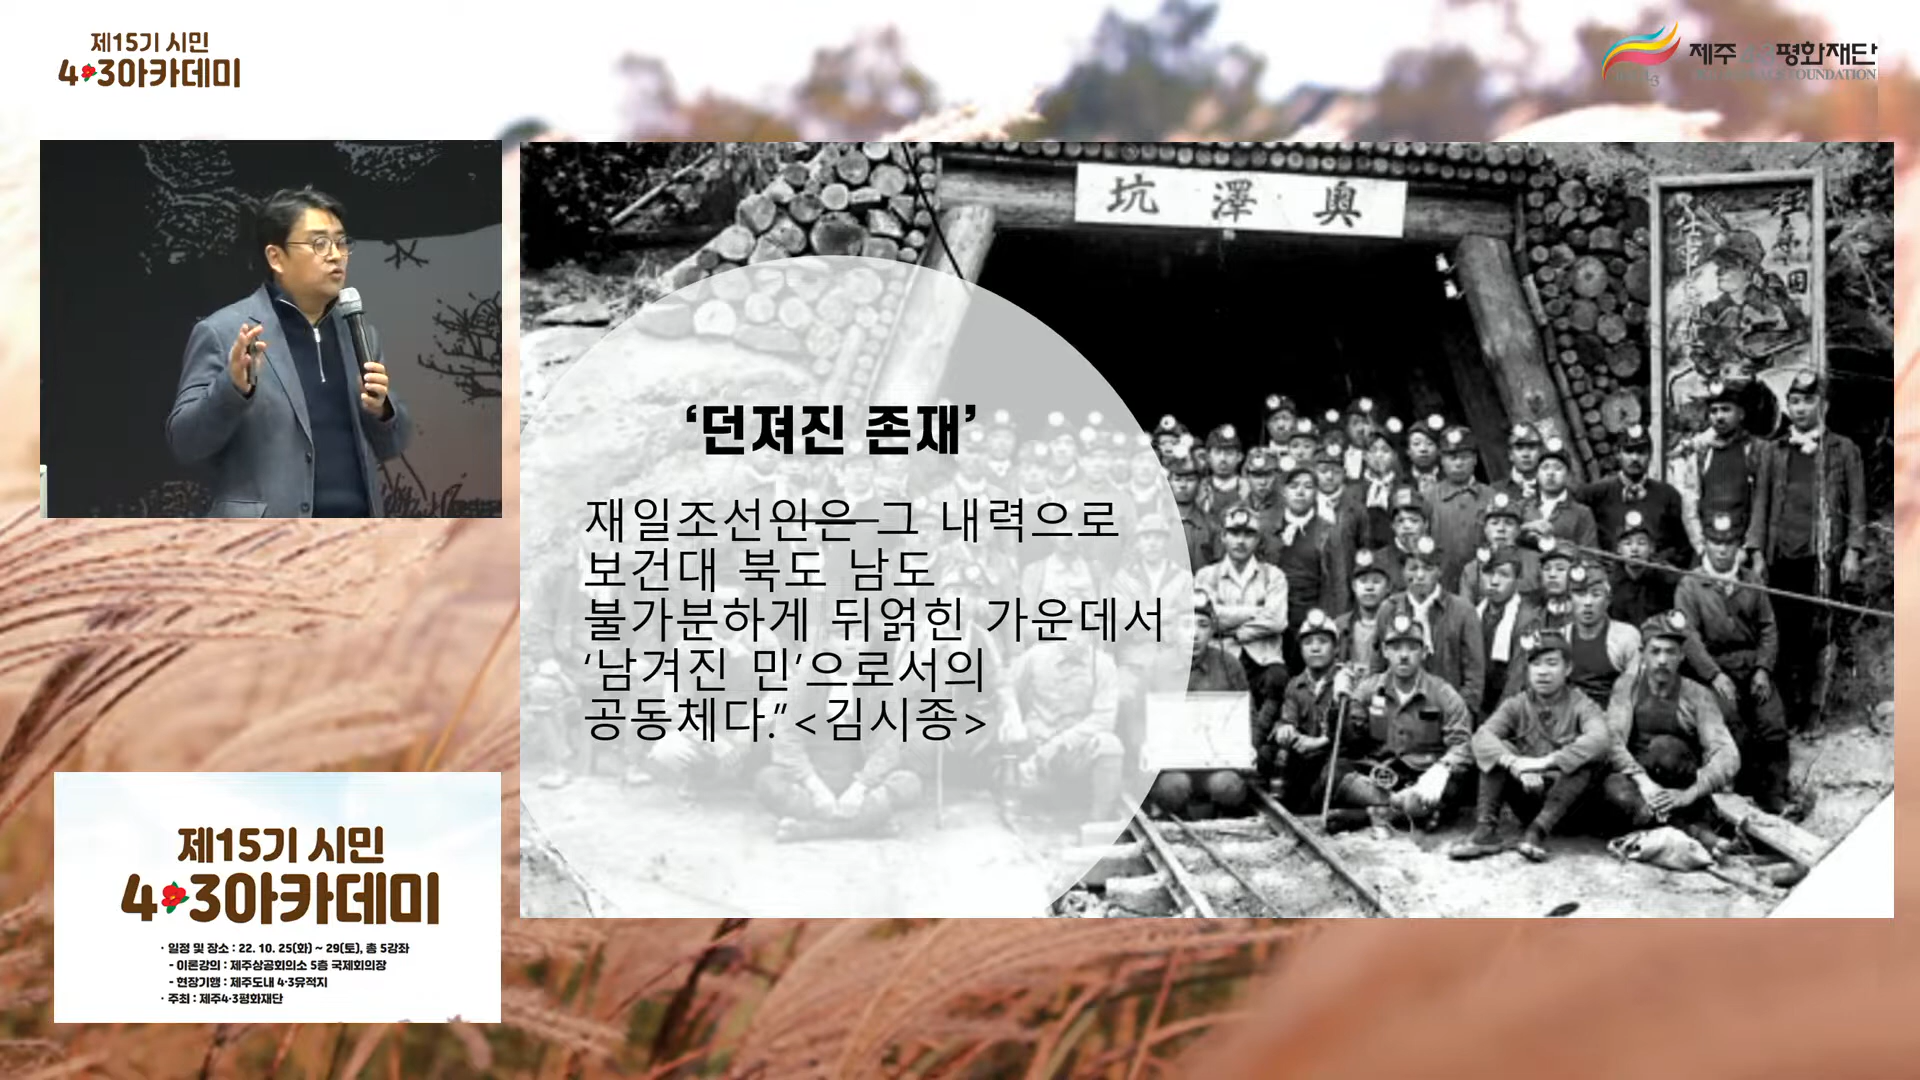 제15기 시민
4·3아카데미
제주4·3평화재단
坑 澤 奥
‘던져진 존재’
재일조선인은 그 내력으로
보건대 북도 남도
불가분하게 뒤얽힌 가운데서
‘남겨진 민’으로서의
공동체다.”<김시종>
제15기 시민
4·3아카데미
· 일정 및 장소 : 22. 10. 25(화) ~ 29(토), 총 5강좌
- 이론강의 : 제주상공회의소 5층 국제회의장
- 현장기행 : 제주도내 4·3유적지
· 주최 : 제주4·3평화재단